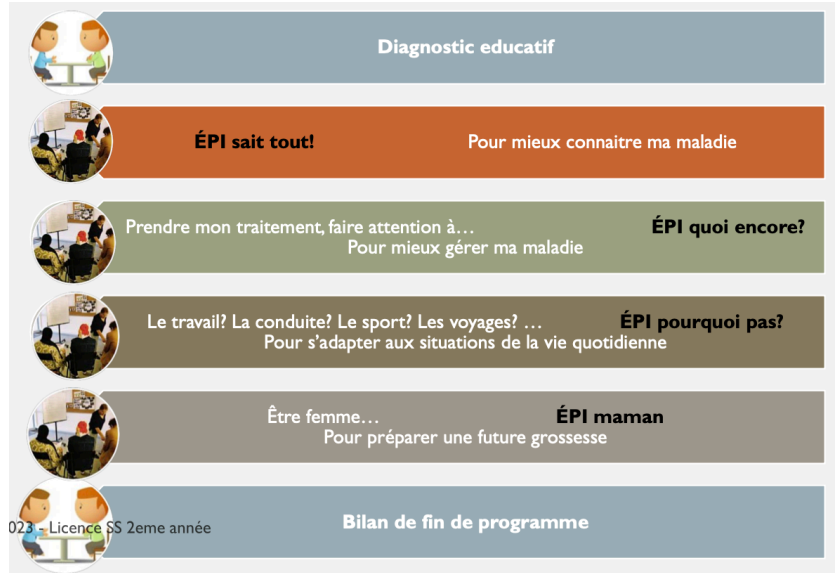 Diagnostic educatif
ÉPI sait tout! Pour mieux connaitre ma maladie
Prendre mon traitement, faire attention à… ÉPI quoi encore?
Pour mieux gérer ma maladie
Le travail? La conduite? Le sport? Les voyages? … ÉPI pourquoi pas?
Pour s'adapter aux situations de la vie quotidienne
Être femme… ÉPI maman
Pour préparer une future grossesse
Bilan de fin de programme
023 - Licence SS 2eme année